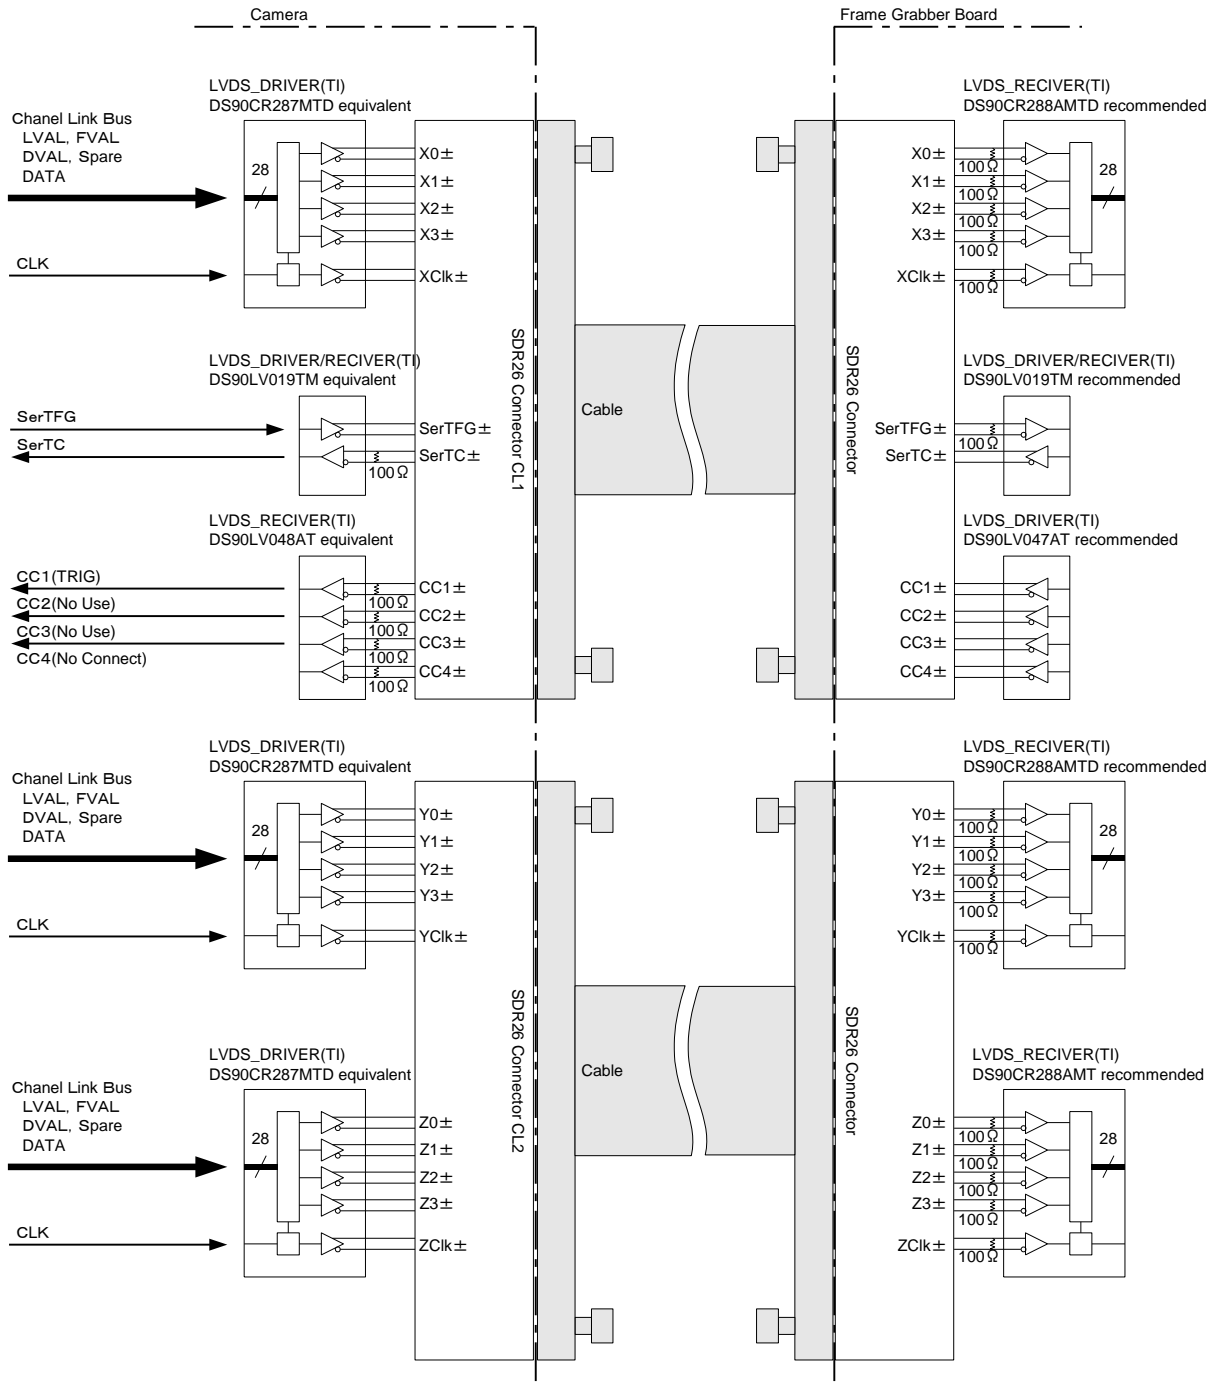 Camera
Frame Grabber Board
LVDS_DRIVER(TI)
DS90CR287MTD equivalent
LVDS_RECIVER(TI)
DS90CR288AMTD recommended
Chanel Link Bus
LVAL, FVAL
DVAL, Spare
DATA
28
X0±
X1±
X2±
X3±
CLK
XClk±
X0±
100Ω
X1±
100Ω
X2±
100Ω
X3±
100Ω
XClk±
100Ω
28
SDR26 Connector CL1
SDR26 Connector
LVDS_DRIVER/RECIVER(TI)
DS90LV019TM equivalent
LVDS_DRIVER/RECIVER(TI)
DS90LV019TM recommended
SerTFG
SerTC
SerTFG±
SerTC±
100Ω
Cable
SerTFG±
100Ω
SerTC±
LVDS_RECIVER(TI)
DS90LV048AT equivalent
LVDS_DRIVER(TI)
DS90LV047AT recommended
CC1(TRIG)
CC2(No Use)
CC3(No Use)
CC4(No Connect)
CC1±
100Ω
CC2±
100Ω
CC3±
100Ω
CC4±
100Ω
CC1±
CC2±
CC3±
CC4±
LVDS_DRIVER(TI)
DS90CR287MTD equivalent
LVDS_RECIVER(TI)
DS90CR288AMTD recommended
Chanel Link Bus
LVAL, FVAL
DVAL, Spare
DATA
28
Y0±
Y1±
Y2±
Y3±
CLK
YClk±
Y0±
100Ω
Y1±
100Ω
Y2±
100Ω
Y3±
100Ω
YClk±
100Ω
28
SDR26 Connector CL2
SDR26 Connector
Cable
LVDS_DRIVER(TI)
DS90CR287MTD equivalent
LVDS_RECIVER(TI)
DS90CR288AMT recommended
Chanel Link Bus
LVAL, FVAL
DVAL, Spare
DATA
28
Z0±
Z1±
Z2±
Z3±
CLK
ZClk±
Z0±
100Ω
Z1±
100Ω
Z2±
100Ω
Z3±
100Ω
ZClk±
100Ω
28